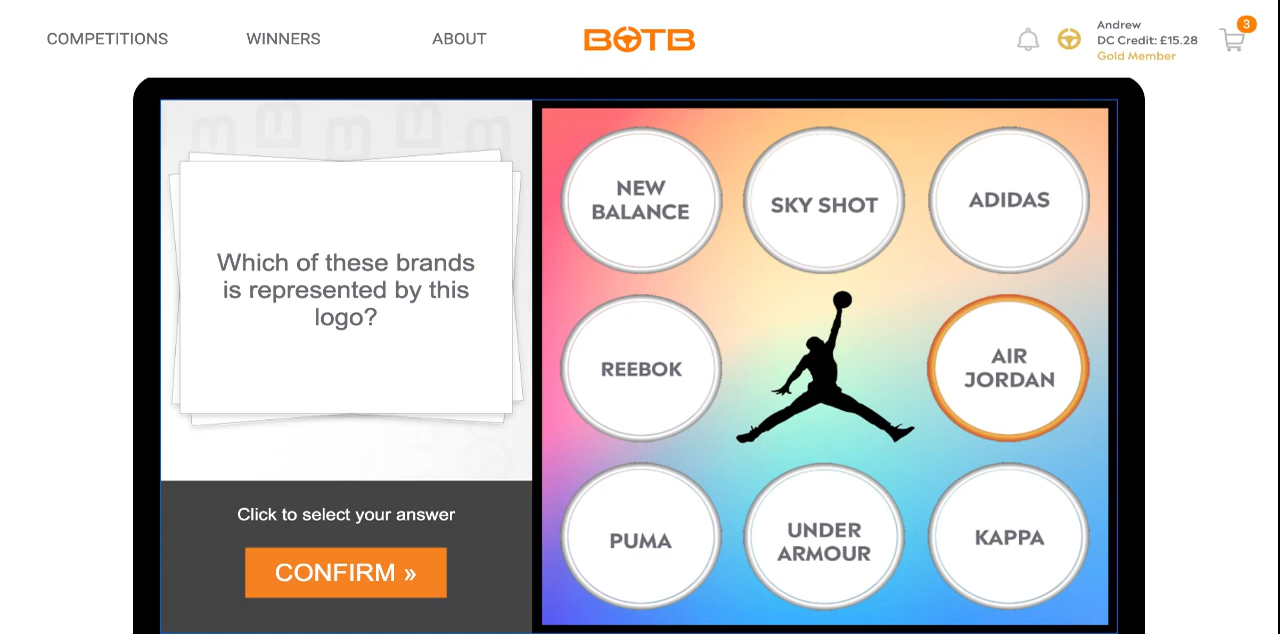 COMPETITIONS
WINNERS
ABOUT
BOTB
Andrew
DC Credit: £15.28
Gold Member
3
Which of these brands
is represented by this
logo?
Click to select your answer
CONFIRM »
NEW
BALANCE
SKY SHOT
ADIDAS
REEBOK
AIR
JORDAN
PUMA
UNDER
ARMOUR
KAPPA